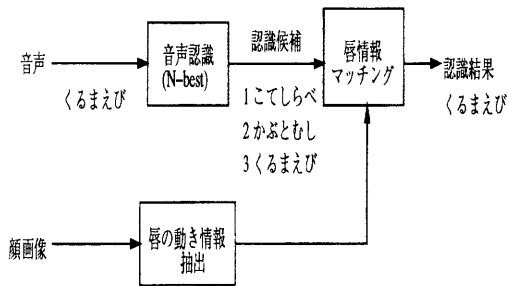 音声
くるまえび
音声認識
(N-best)
認識候補
1こてしらべ
2かぶとむし
3くるまえび
唇情報
マッチング
認識結果
くるまえび
顔画像
唇の動き情報
抽出